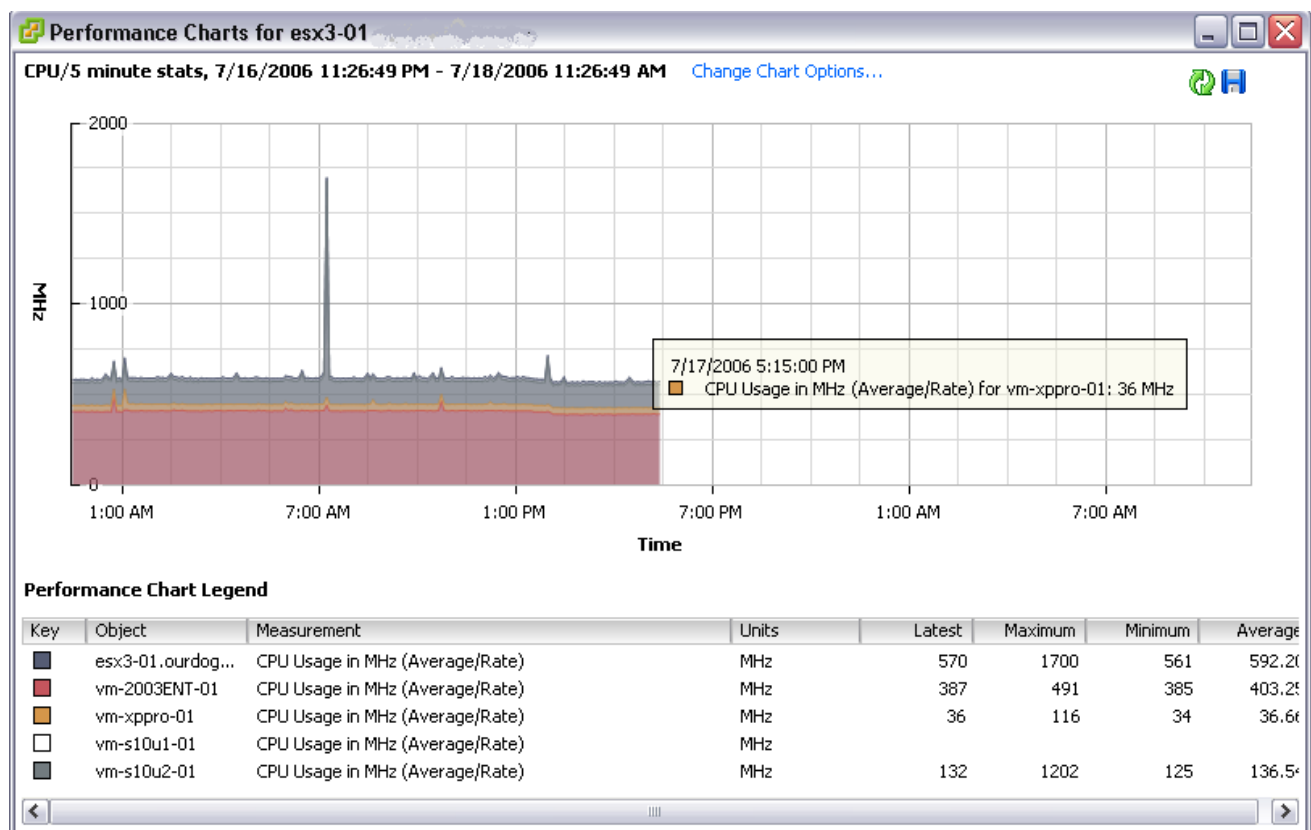 Performance Charts for esx3-01
CPU/5 minute stats, 7/16/2006 11:26:49 PM - 7/18/2006 11:26:49 AM Change Chart Options...
2000
1000
0
MHz
7/17/2006 5:15:00 PM
CPU Usage in MHz (Average/Rate) for vm-xppro-01: 36 MHz
1:00 AM 7:00 AM 1:00 PM 7:00 PM 1:00 AM 7:00 AM
Time
Performance Chart Legend
Key Object Measurement Units Latest Maximum Minimum Average
esx3-01.ourdog... CPU Usage in MHz (Average/Rate) MHz 570 1700 561 592.20
vm-2003ENT-01 CPU Usage in MHz (Average/Rate) MHz 387 491 385 403.25
vm-xppro-01 CPU Usage in MHz (Average/Rate) MHz 36 116 34 36.66
vm-s10u1-01 CPU Usage in MHz (Average/Rate) MHz
vm-s10u2-01 CPU Usage in MHz (Average/Rate) MHz 132 1202 125 136.54